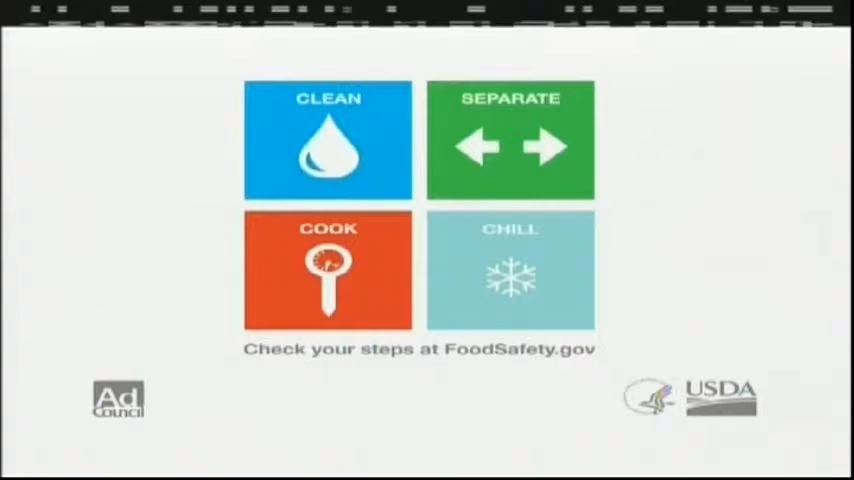 CLEAN
SEPARATE
COOK
CHILL
Check your steps at FoodSafety.gov
Ad
Council
USDA